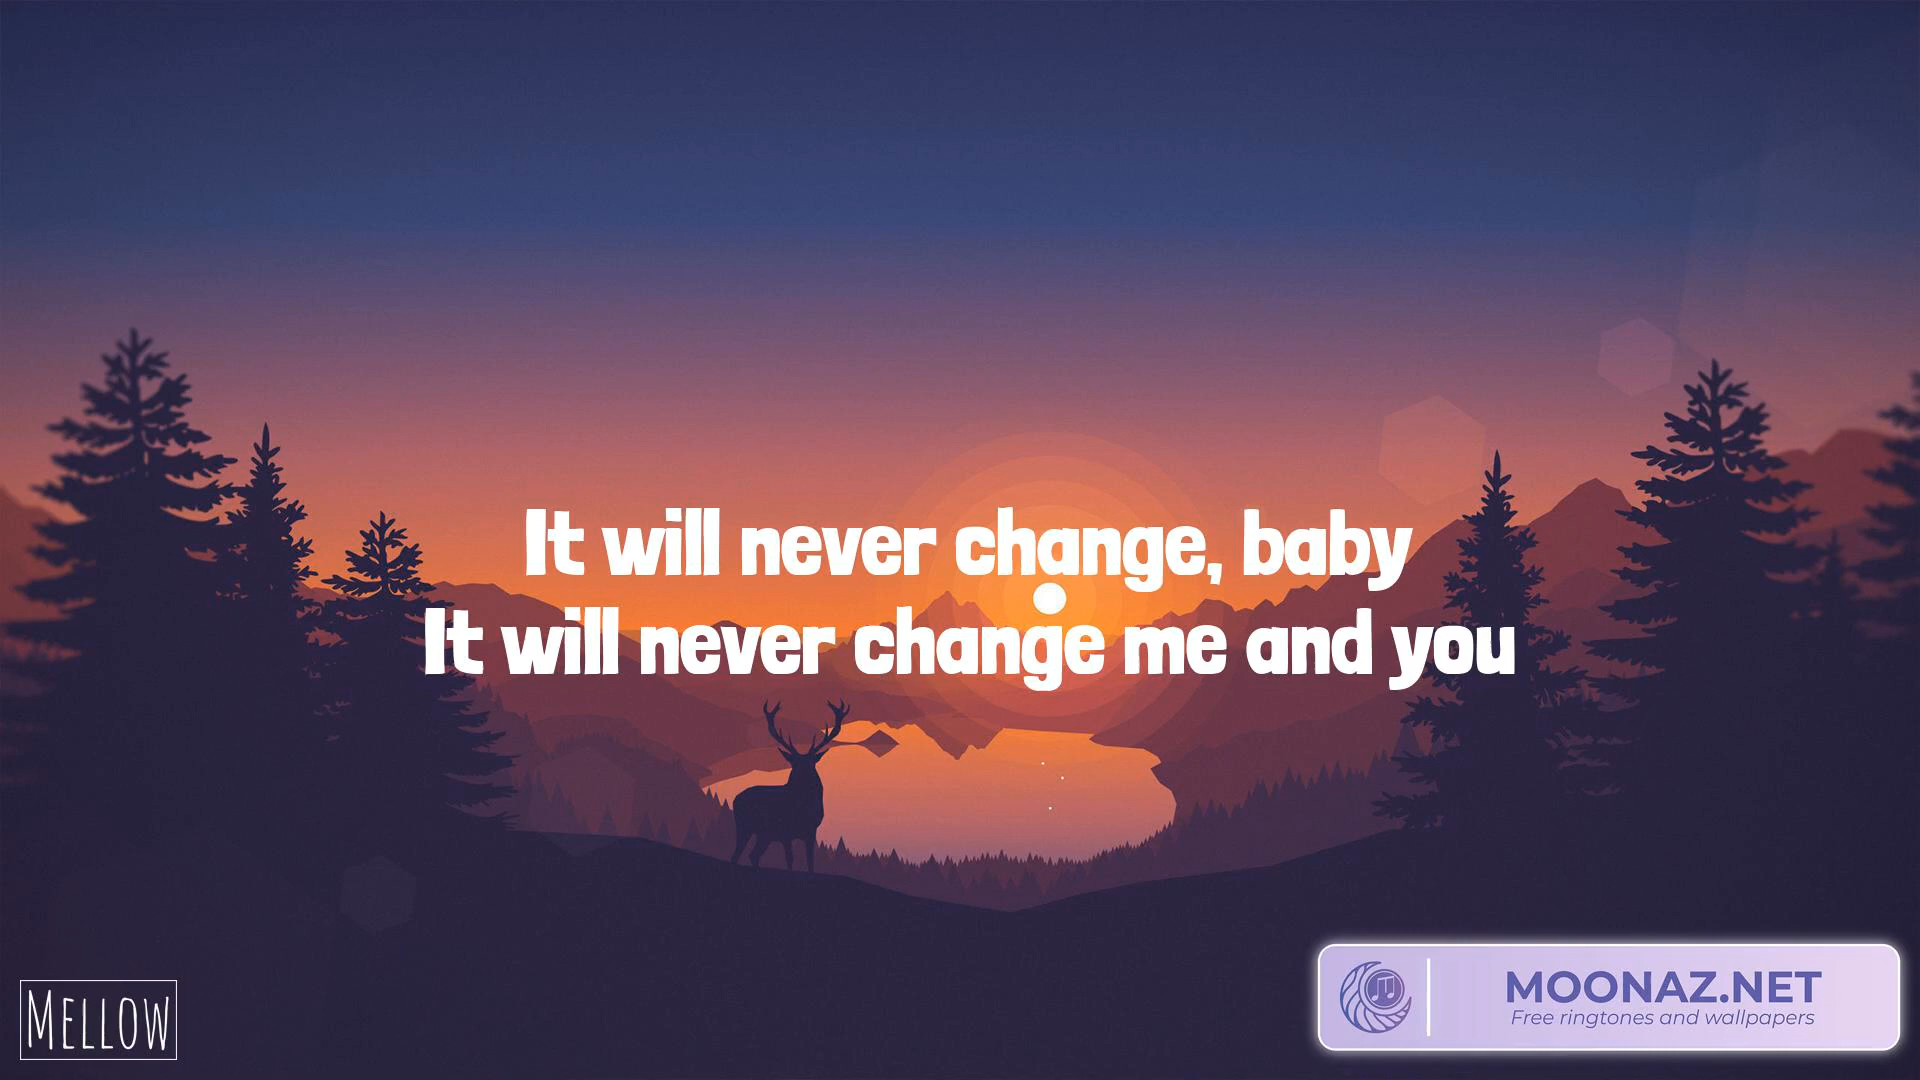 It will never change, baby
It will never change me and you
MELLOW
MOONAZ.NET
Free ringtones and wallpapers